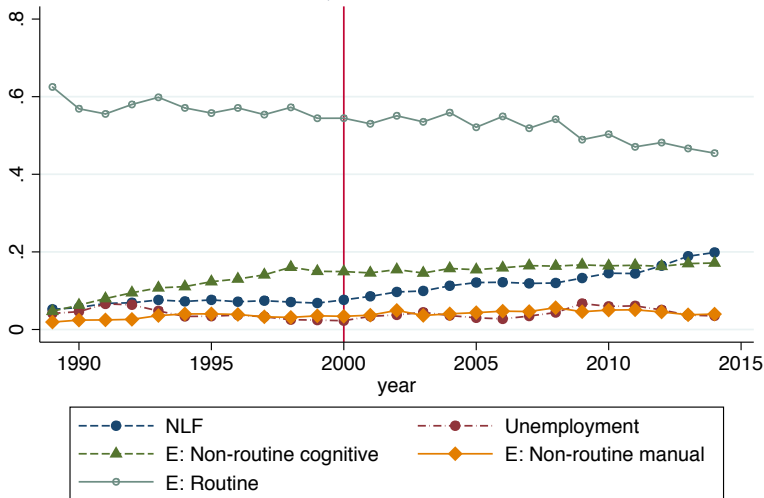 .8
.6
.4
.2
0
1990 1995 2000 2005 2010 2015
year
NLF Unemployment
E: Non-routine cognitive E: Non-routine manual
E: Routine